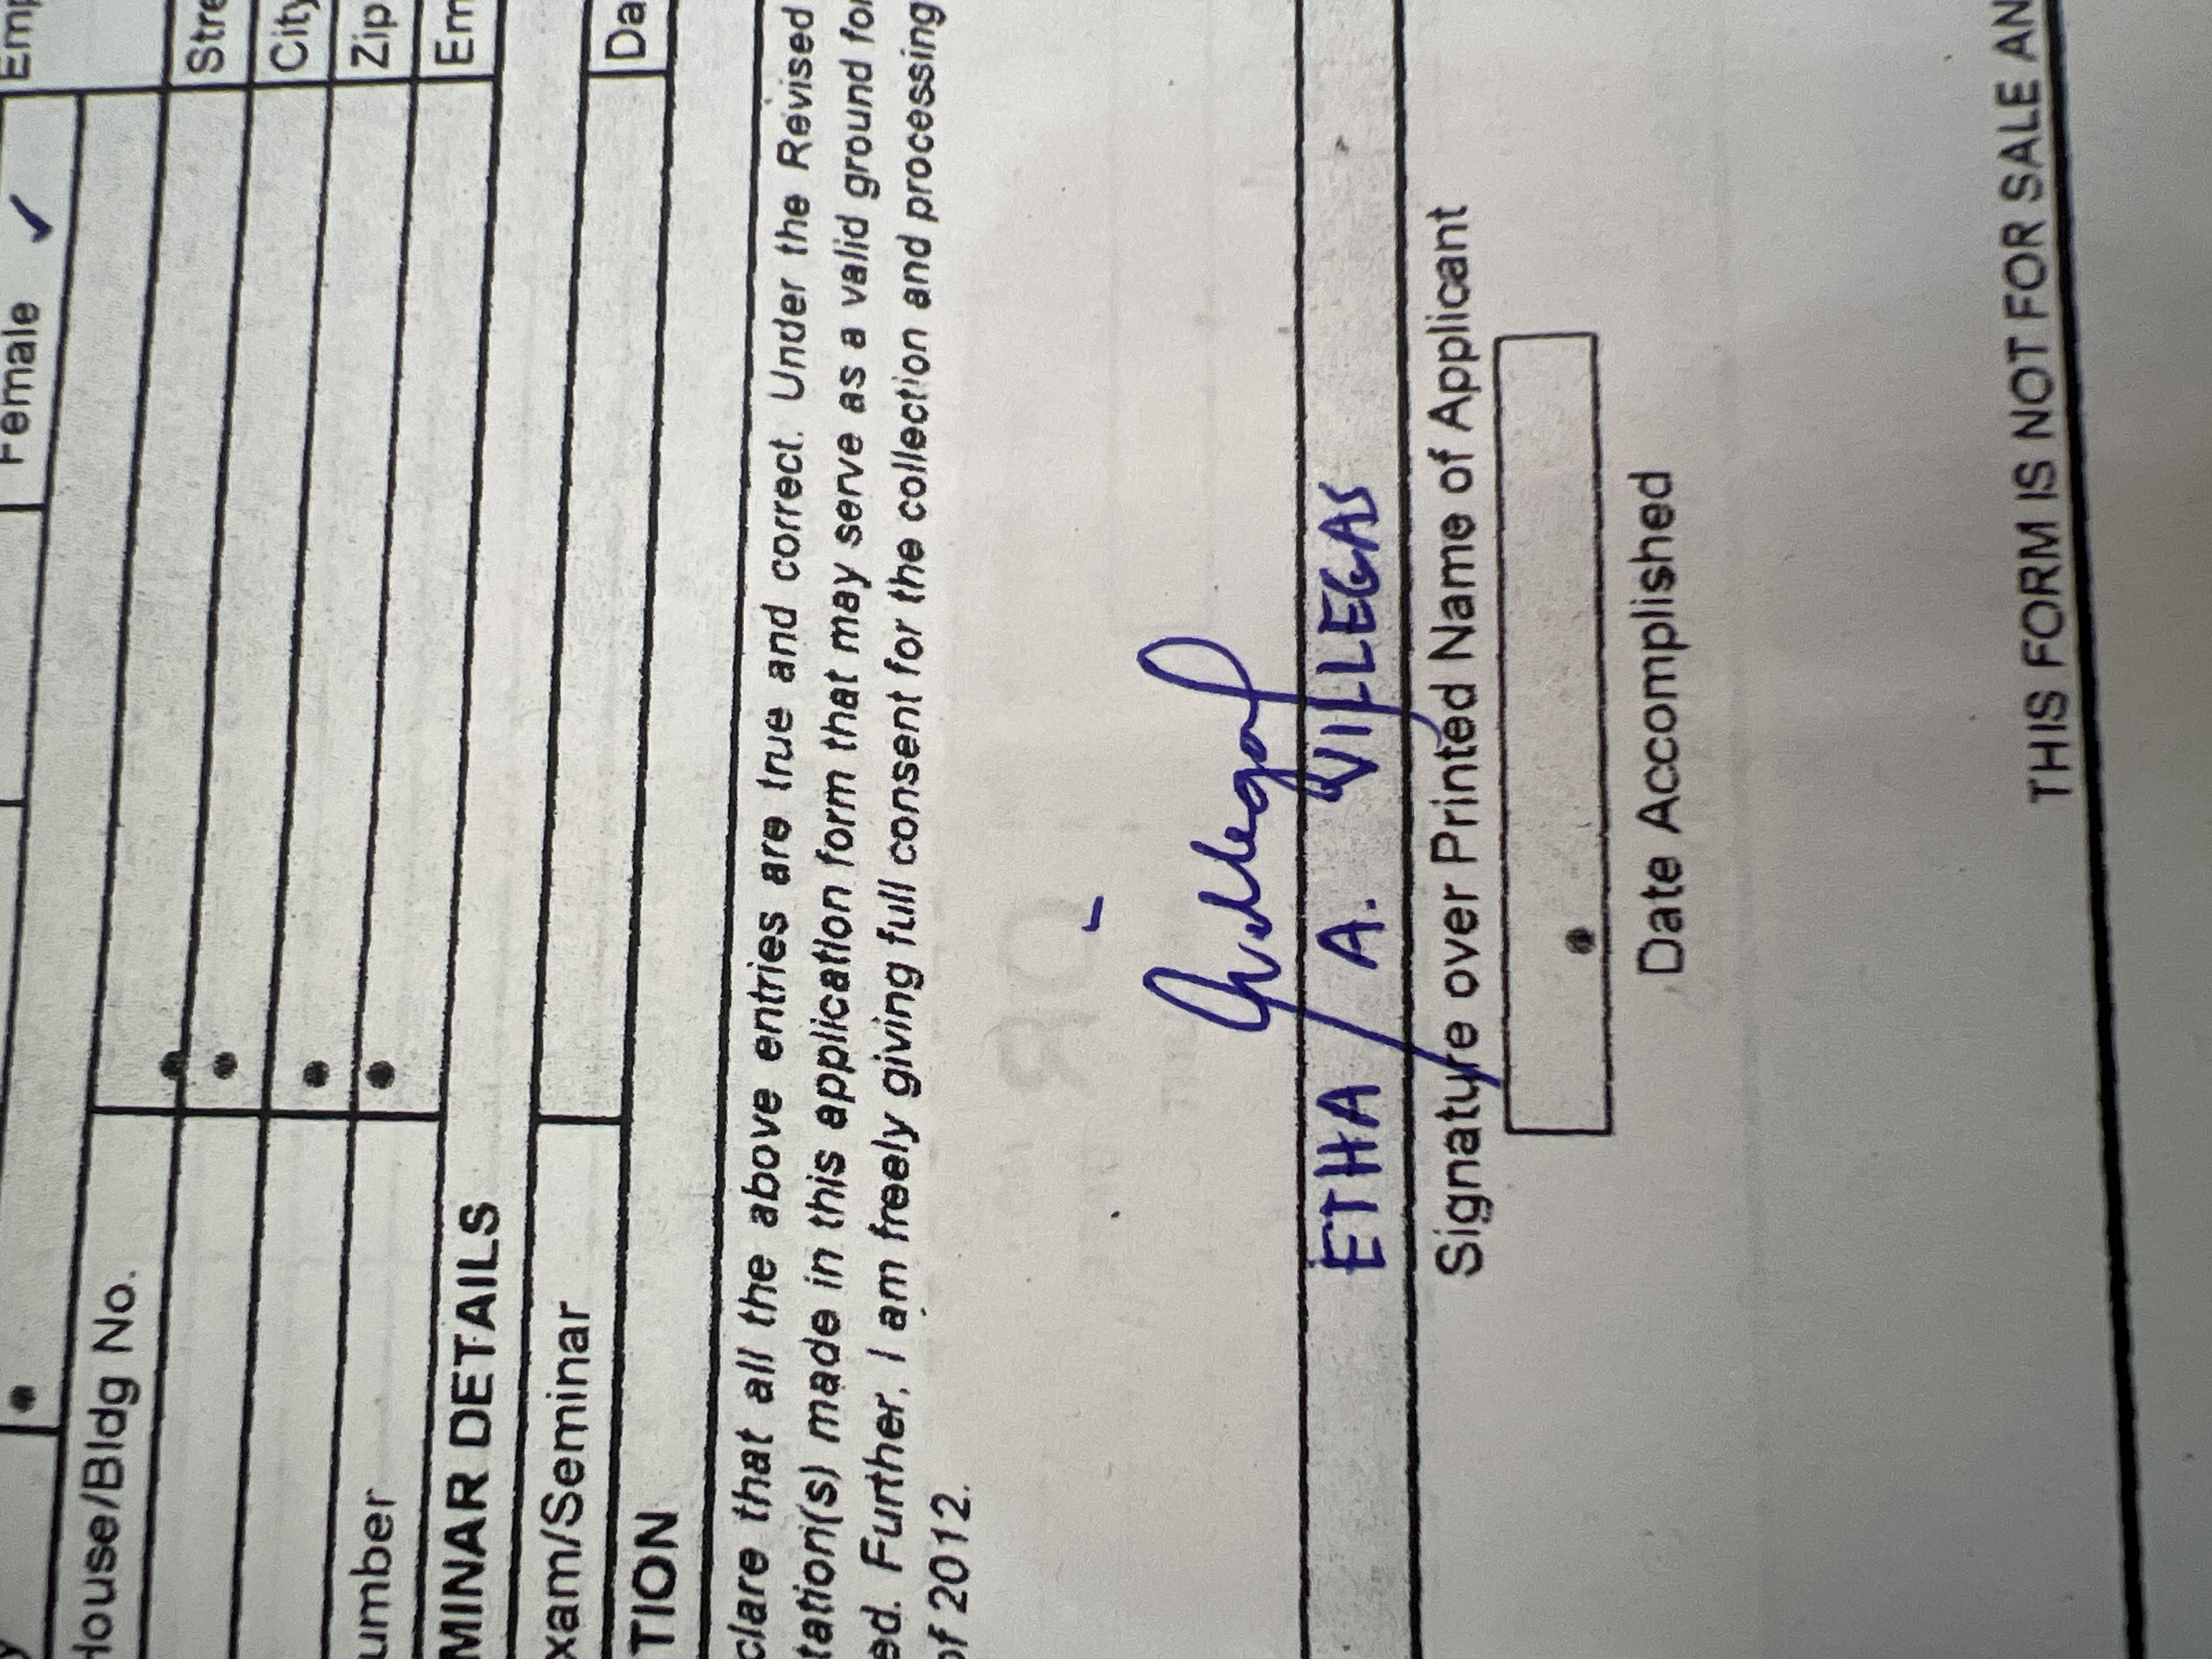 y Female ✓ Emp
House/Bldg No.
Stre
City
umber Zip
MINAR DETAILS Em
xam/Seminar Da
TION
clare that all the above entries are true and correct. Under the Revised
tation(s) made in this application form that may serve as a valid ground for
ed. Further, I am freely giving full consent for the collection and processing
of 2012.
OR
Villegas
ETHA A. VILLEGAS
Signature over Printed Name of Applicant
Date Accomplished
THIS FORM IS NOT FOR SALE AN